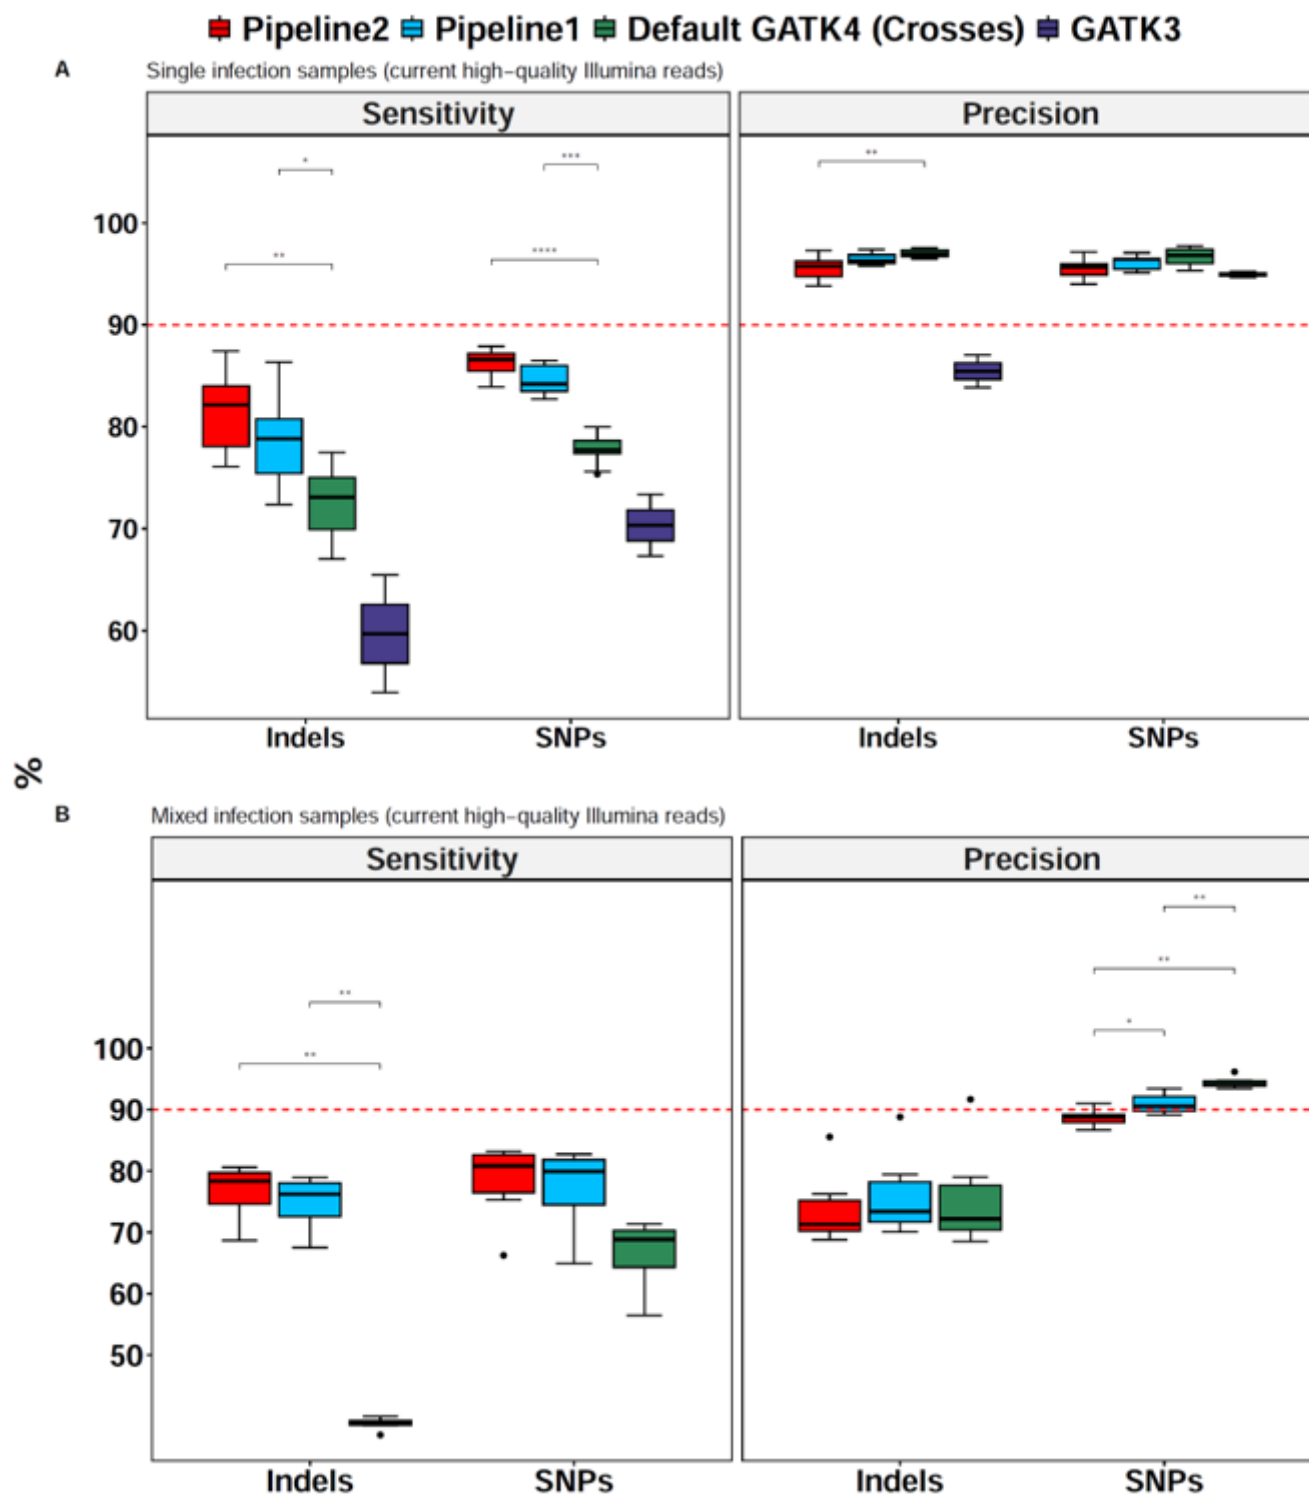 Pipeline2 Pipeline1 Default GATK4 (Crosses) GATK3
A Single infection samples (current high−quality Illumina reads)
Sensitivity Precision
* *** **
100
** ****
90
80
70
60
Indels SNPs Indels SNPs
%
B Mixed infection samples (current high−quality Illumina reads)
Sensitivity Precision
**
** **
100 ** *
90
80
70
60
50
Indels SNPs Indels SNPs